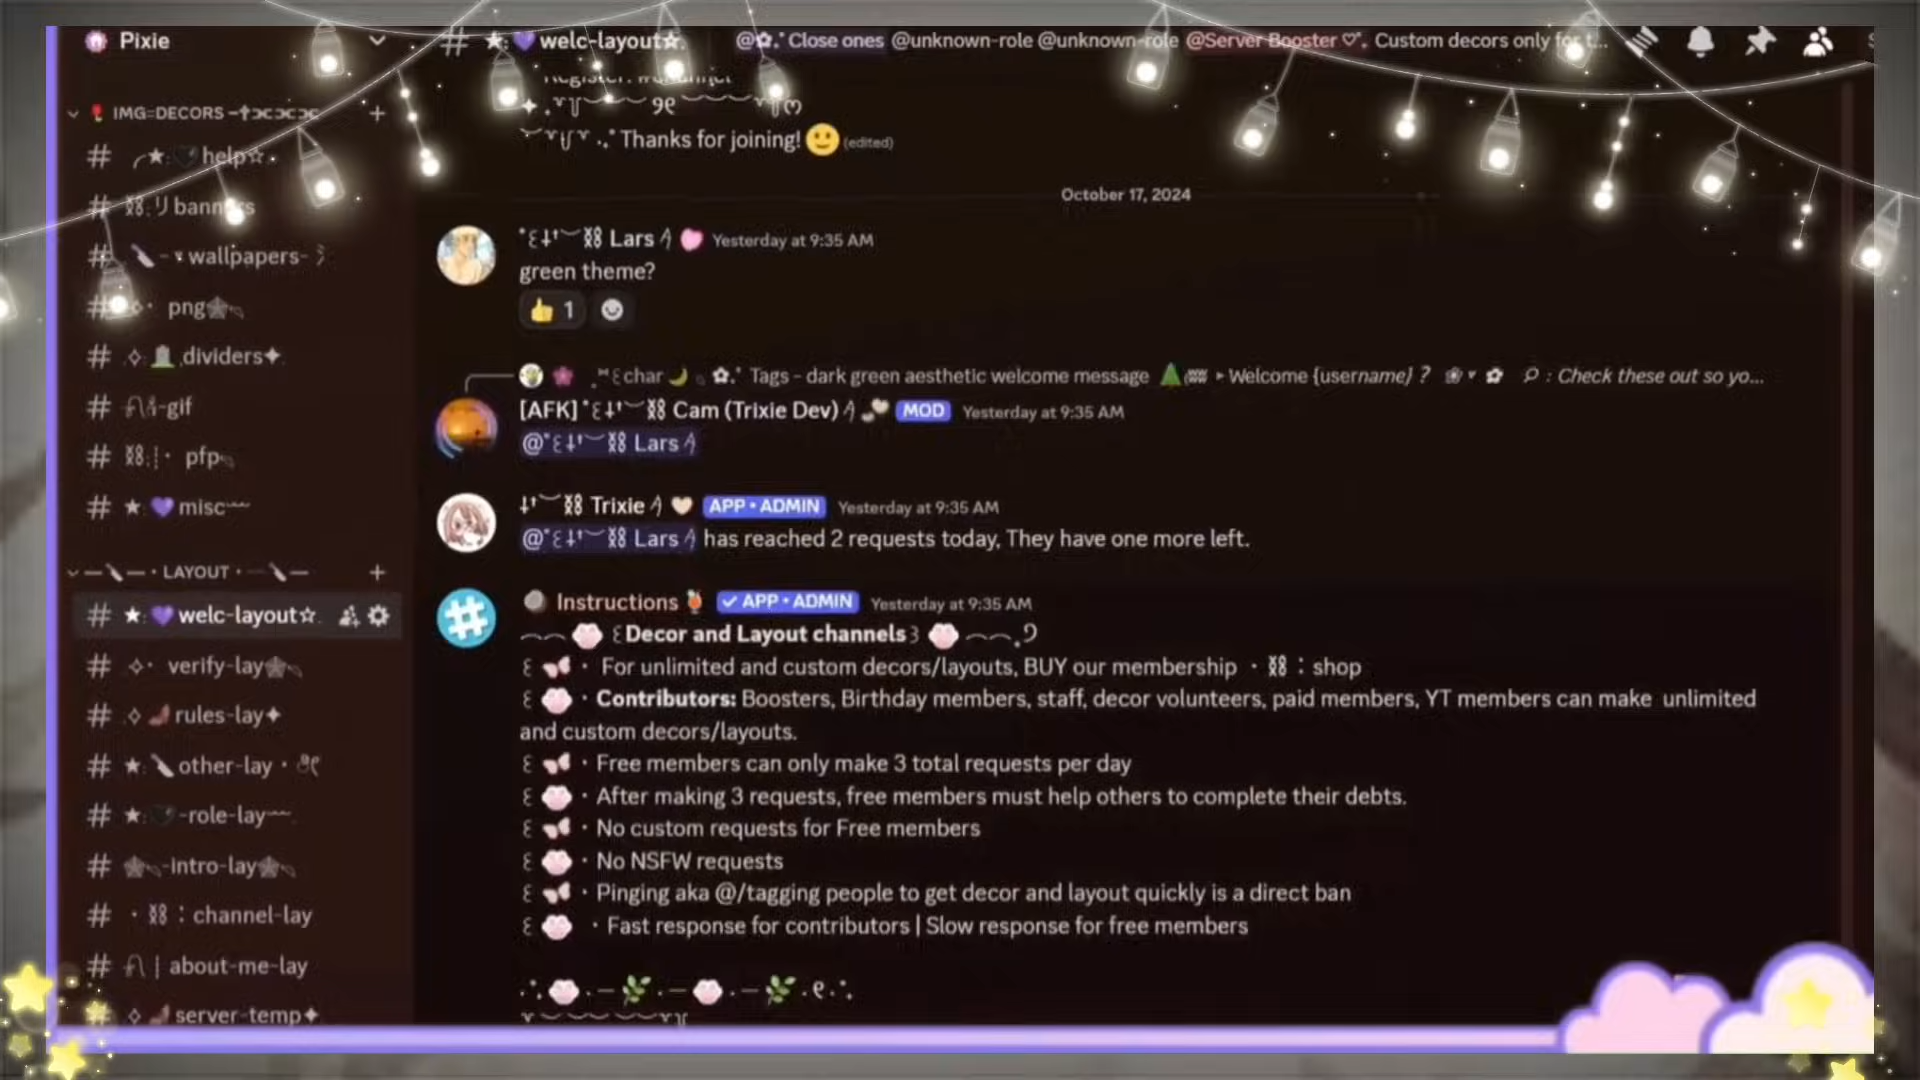 Pixie
# ★:💜 welc-layout☆.
@✿.° Close ones @unknown-role @unknown-role @Server Booster ♡°. Custom decors only for t...
IMG=DECORS
+
# ★:🖤 help☆.
# banners
# wallpapers-
# png
# .✧ dividers✦.
# -gif
# pfp
# ★:💜 misc
LAYOUT
+
# ★:💜 welc-layout☆.
# ✧· verify-lay
# .✧ rules-lay✦
# ★: other-lay
# ★:🖤 -role-lay
# -intro-lay
# channel-lay
# | about-me-lay
# ✧ server-temp✦
Thanks for joining! 🙂 (edited)
October 17, 2024
Lars Yesterday at 9:35 AM
green theme?
👍 1
char 🌙 Tags - dark green aesthetic welcome message 🌲 ▸ Welcome {username} ? : Check these out so yo...
[AFK] Cam (Trixie Dev) MOD Yesterday at 9:35 AM
@ Lars
Trixie APP • ADMIN Yesterday at 9:35 AM
@ Lars has reached 2 requests today, They have one more left.
Instructions ✓ APP • ADMIN Yesterday at 9:35 AM
Decor and Layout channels
• For unlimited and custom decors/layouts, BUY our membership • ⛓ : shop
• Contributors: Boosters, Birthday members, staff, decor volunteers, paid members, YT members can make unlimited
and custom decors/layouts.
• Free members can only make 3 total requests per day
• After making 3 requests, free members must help others to complete their debts.
• No custom requests for Free members
• No NSFW requests
• Pinging aka @/tagging people to get decor and layout quickly is a direct ban
• Fast response for contributors | Slow response for free members